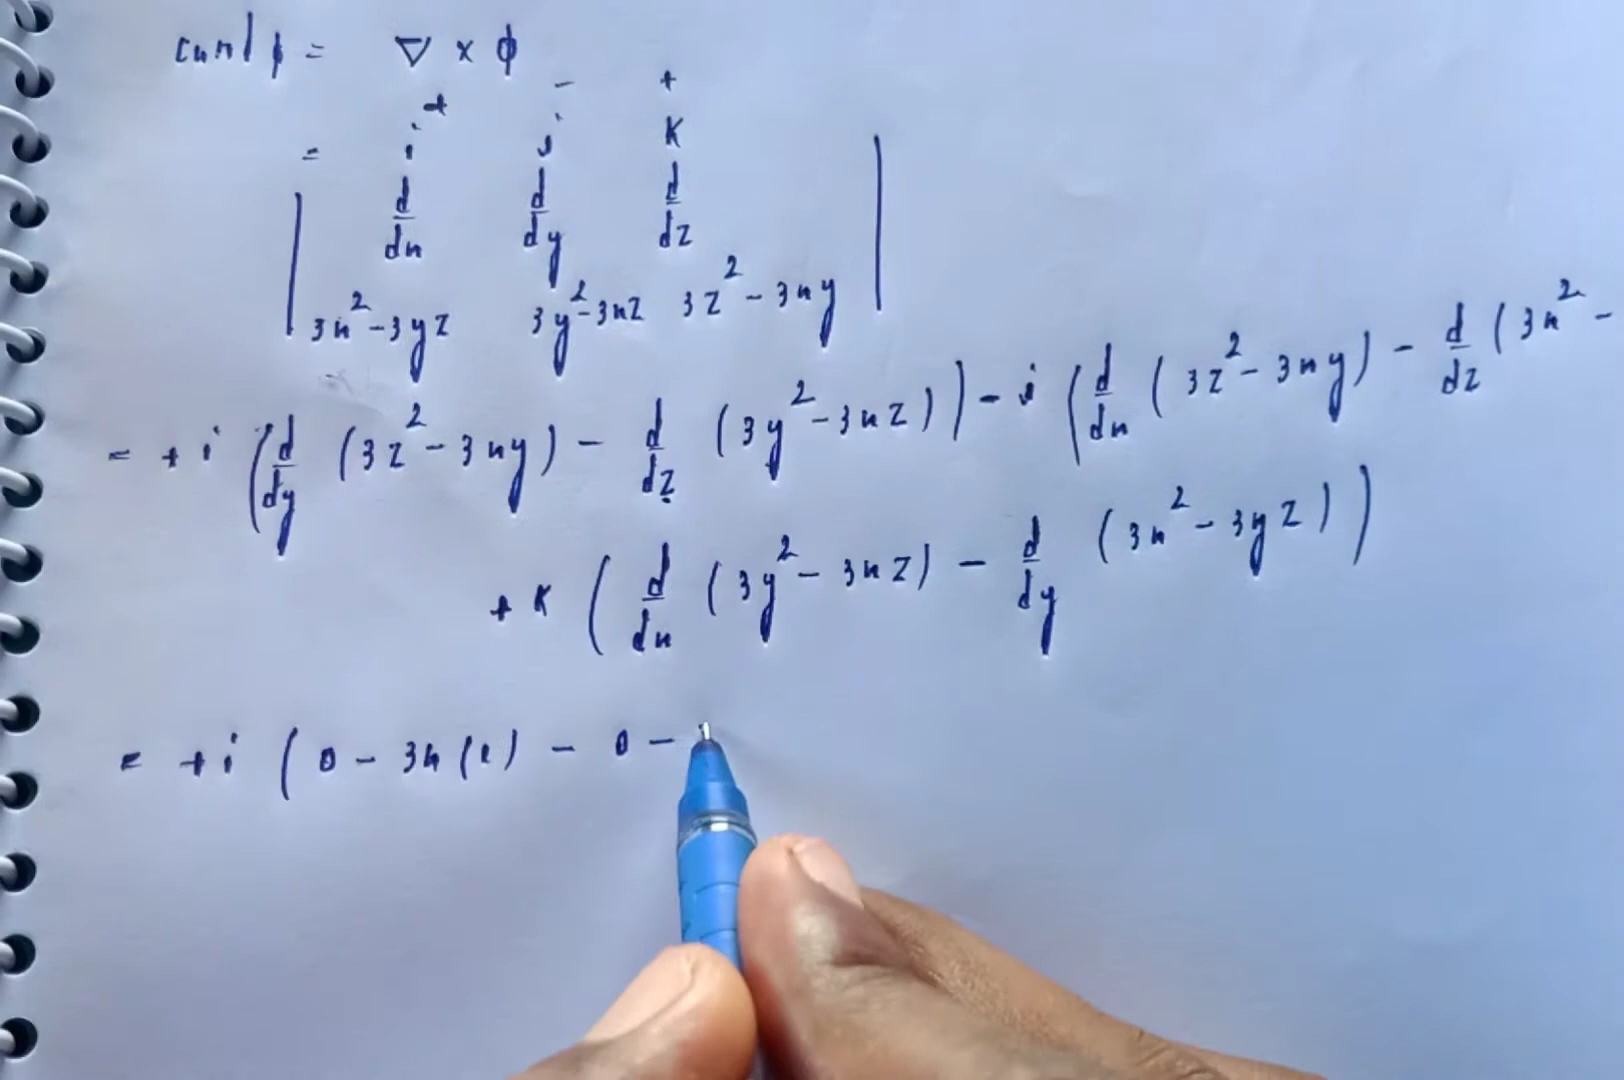 curl φ = ∇ × φ
+ - +
= i j K
d/dx d/dy d/dz
3x² - 3yz 3y² - 3xz 3z² - 3xy
= + i (d/dy (3z² - 3xy) - d/dz (3y² - 3xz)) - j (d/dx (3z² - 3xy) - d/dz (3x² -
+ K (d/dx (3y² - 3xz) - d/dy (3x² - 3yz))
= + i (0 - 3x(1) - 0 -